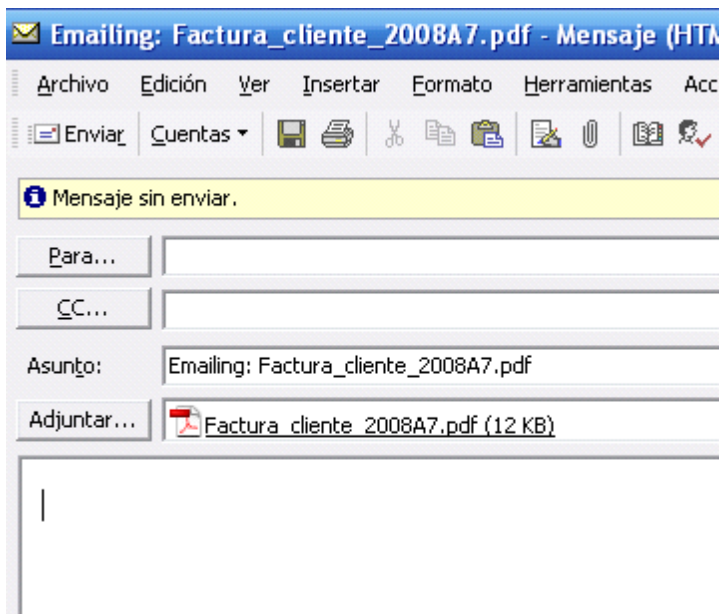 Emailing: Factura_cliente_2008A7.pdf - Mensaje (HTM
Archivo Edición Ver Insertar Formato Herramientas Acc
Enviar Cuentas
Mensaje sin enviar.
Para...
CC...
Asunto: Emailing: Factura_cliente_2008A7.pdf
Adjuntar... Factura_cliente_2008A7.pdf (12 KB)